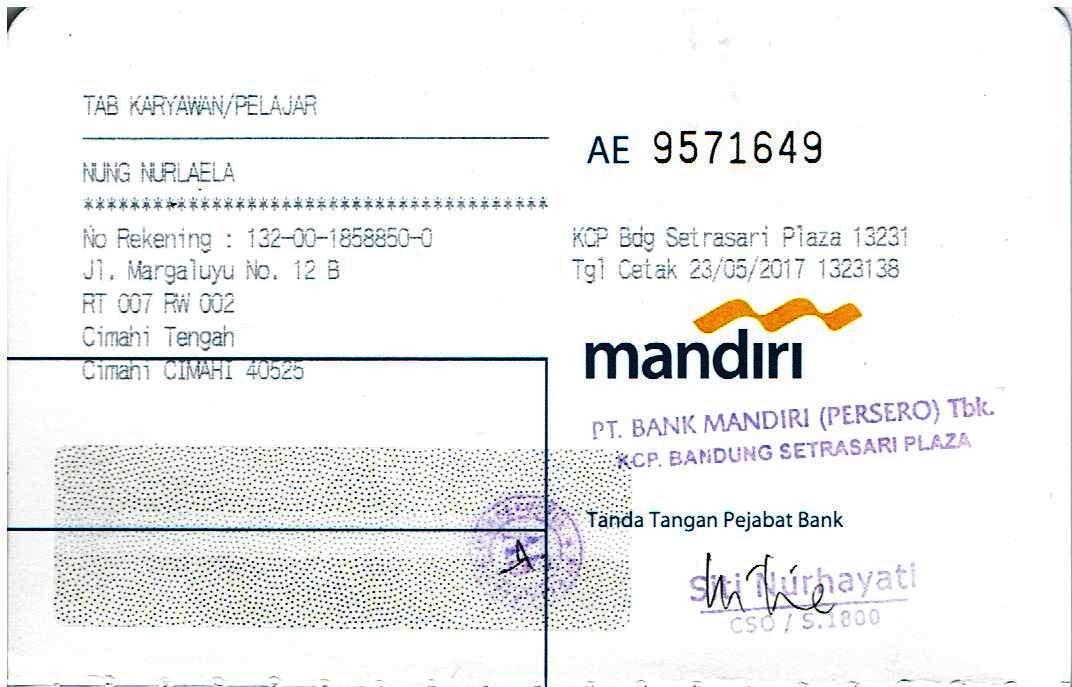 TAB KARYAWAN/PELAJAR
AE 9571649
NUNG NURLAELA
****************************************
No Rekening : 132-00-1858850-0
Jl. Margaluyu No. 12 B
RT 007 RW 002
Cimahi Tengah
Cimahi CIMAHI 40525
KCP Bdg Setrasari Plaza 13231
Tgl Cetak 23/05/2017 1323138
mandırı
PT. BANK MANDIRI (PERSERO) Tbk.
KCP. BANDUNG SETRASARI PLAZA
Tanda Tangan Pejabat Bank
Siti Nurhayati
CSO / S.1800